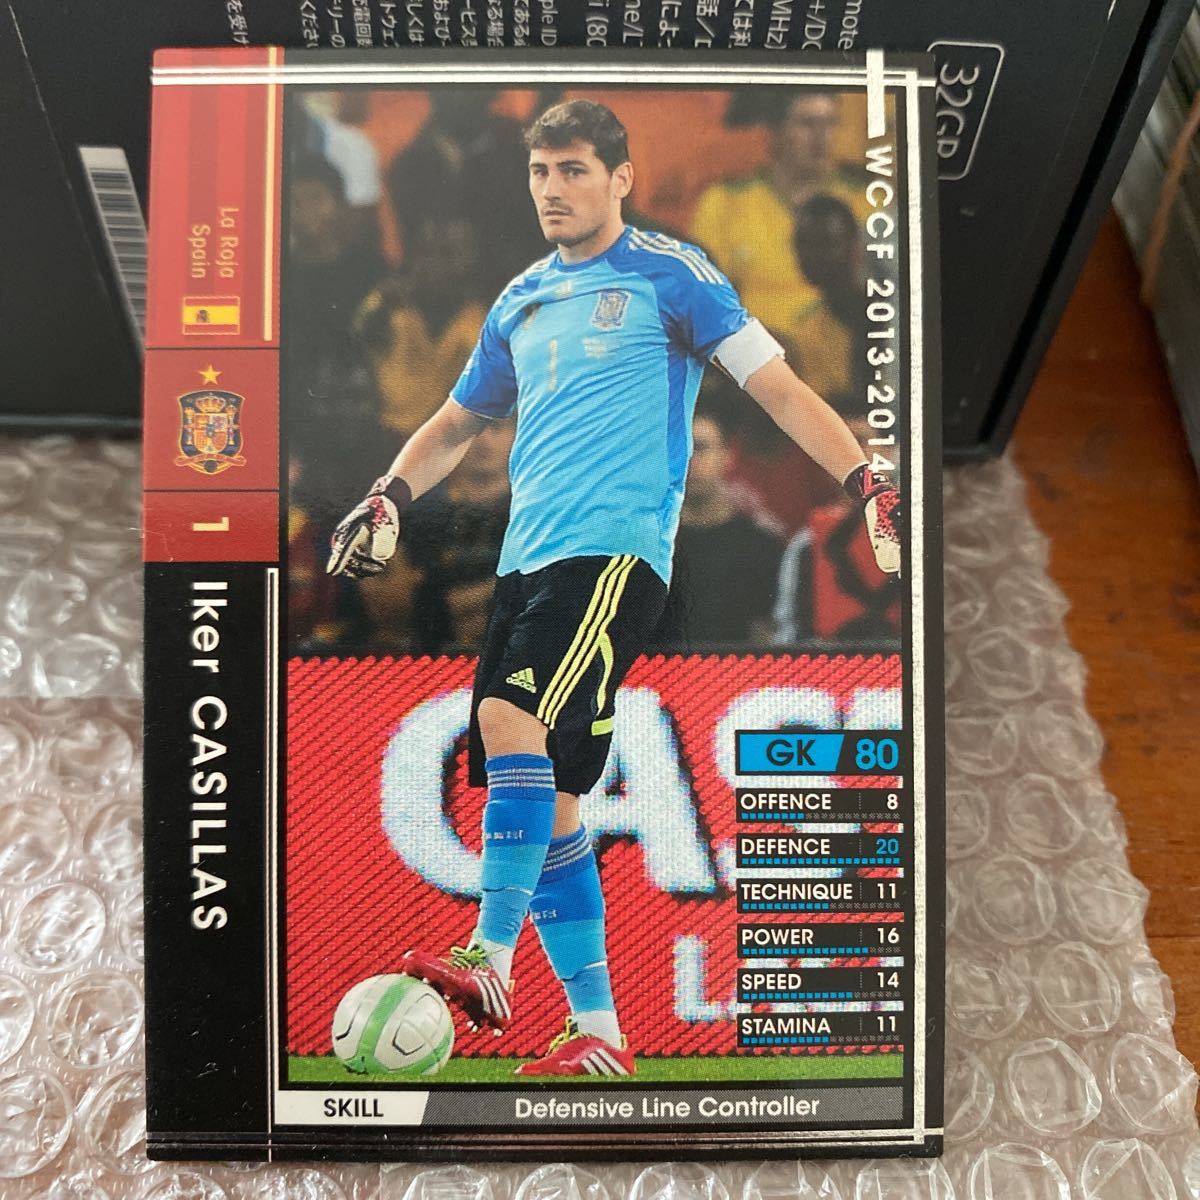 32GB
WCCF 2013-2014
La Roja
Spain
1
Iker CASILLAS
adidas
GK 80
OFFENCE 8
DEFENCE 20
TECHNIQUE 11
POWER 16
SPEED 14
STAMINA 11
SKILL Defensive Line Controller